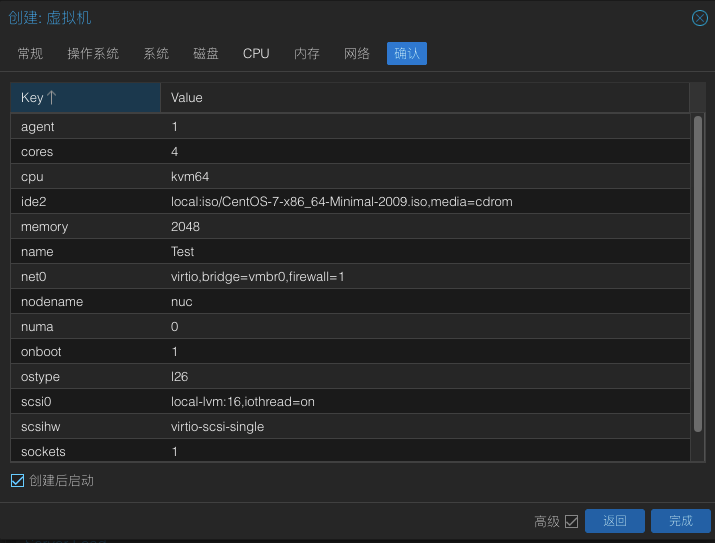 创建: 虚拟机
常规 操作系统 系统 磁盘 CPU 内存 网络 确认
Key Value
agent 1
cores 4
cpu kvm64
ide2 local:iso/CentOS-7-x86_64-Minimal-2009.iso,media=cdrom
memory 2048
name Test
net0 virtio,bridge=vmbr0,firewall=1
nodename nuc
numa 0
onboot 1
ostype l26
scsi0 local-lvm:16,iothread=on
scsihw virtio-scsi-single
sockets 1
创建后启动
高级 返回 完成